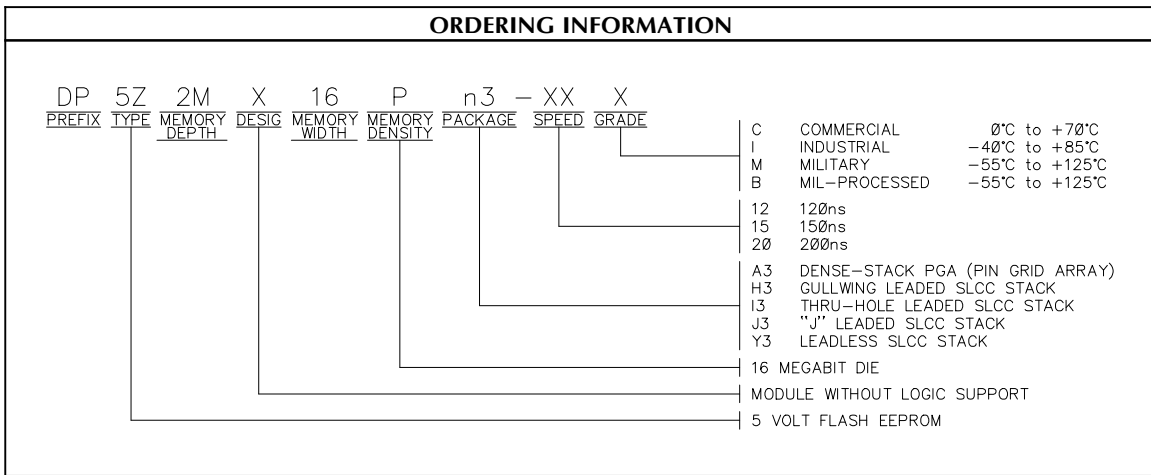 ORDERING INFORMATION
DP 5Z 2M X 16 P n3 - XX X
PREFIX TYPE MEMORY DEPTH DESIG MEMORY WIDTH MEMORY DENSITY PACKAGE SPEED GRADE
C COMMERCIAL 0°C to +70°C
I INDUSTRIAL -40°C to +85°C
M MILITARY -55°C to +125°C
B MIL-PROCESSED -55°C to +125°C
12 120ns
15 150ns
20 200ns
A3 DENSE-STACK PGA (PIN GRID ARRAY)
H3 GULLWING LEADED SLCC STACK
I3 THRU-HOLE LEADED SLCC STACK
J3 "J" LEADED SLCC STACK
Y3 LEADLESS SLCC STACK
16 MEGABIT DIE
MODULE WITHOUT LOGIC SUPPORT
5 VOLT FLASH EEPROM